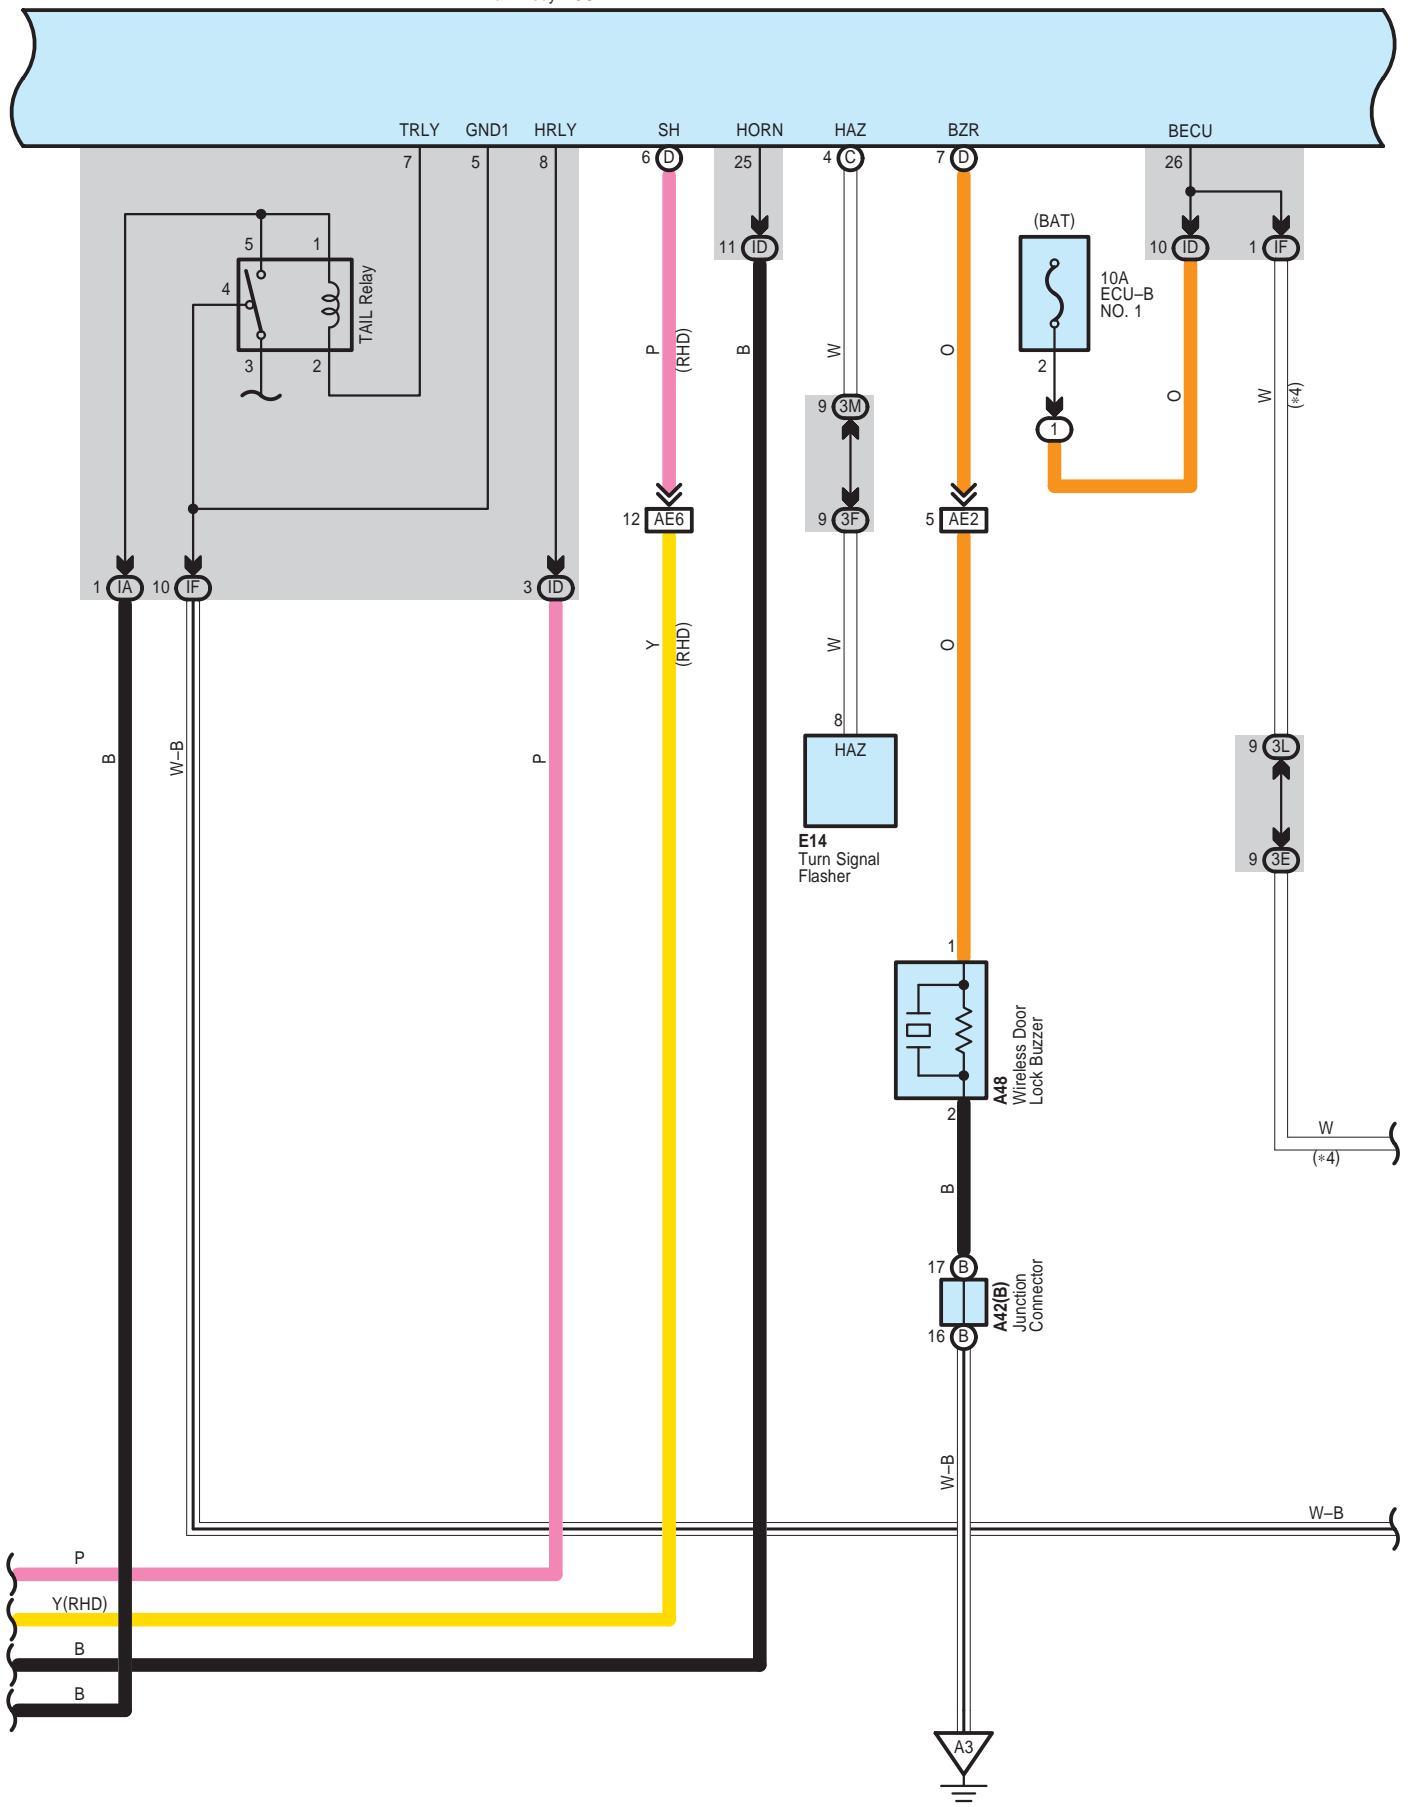 TRLY GND1 HRLY SH HORN HAZ BZR BECU
7 5 8 6 D 25 4 C 7 D 26
(BAT)
5 1
11 ID 10 ID 1 IF
4
TAIL Relay
10A
ECU–B
NO. 1
3 2
P
(RHD)
B
W
O
2
O
W
(*4)
9 3M
1
12 AE6
9 3F
5 AE2
1 IA 10 IF 3 ID
Y
(RHD)
W
O
8
HAZ
B
W–B
P
9 3L
E14
Turn Signal
Flasher
9 3E
1
A48
Wireless Door
Lock Buzzer
2
W
(*4)
B
17 B
A42(B)
Junction
Connector
16 B
W–B
W–B
P
Y(RHD)
B
B
A3